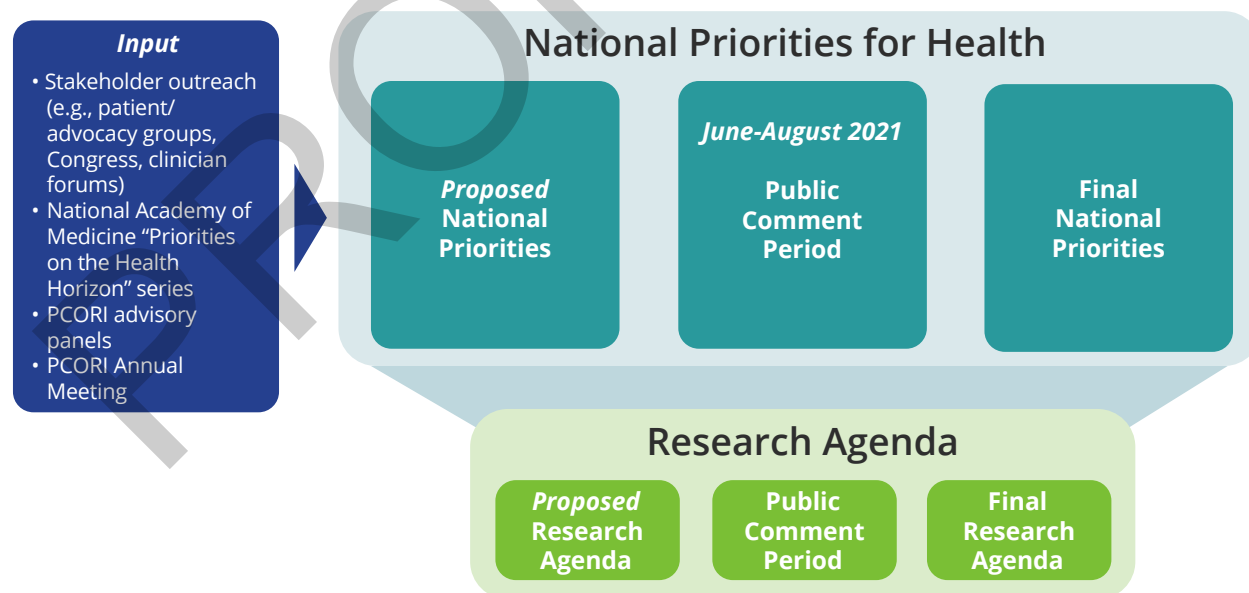 Input
• Stakeholder outreach
(e.g., patient/
advocacy groups,
Congress, clinician
forums)
• National Academy of
Medicine “Priorities
on the Health
Horizon” series
• PCORI advisory
panels
• PCORI Annual
Meeting
National Priorities for Health
Proposed
National
Priorities
June-August 2021
Public
Comment
Period
Final
National
Priorities
Research Agenda
Proposed
Research
Agenda
Public
Comment
Period
Final
Research
Agenda